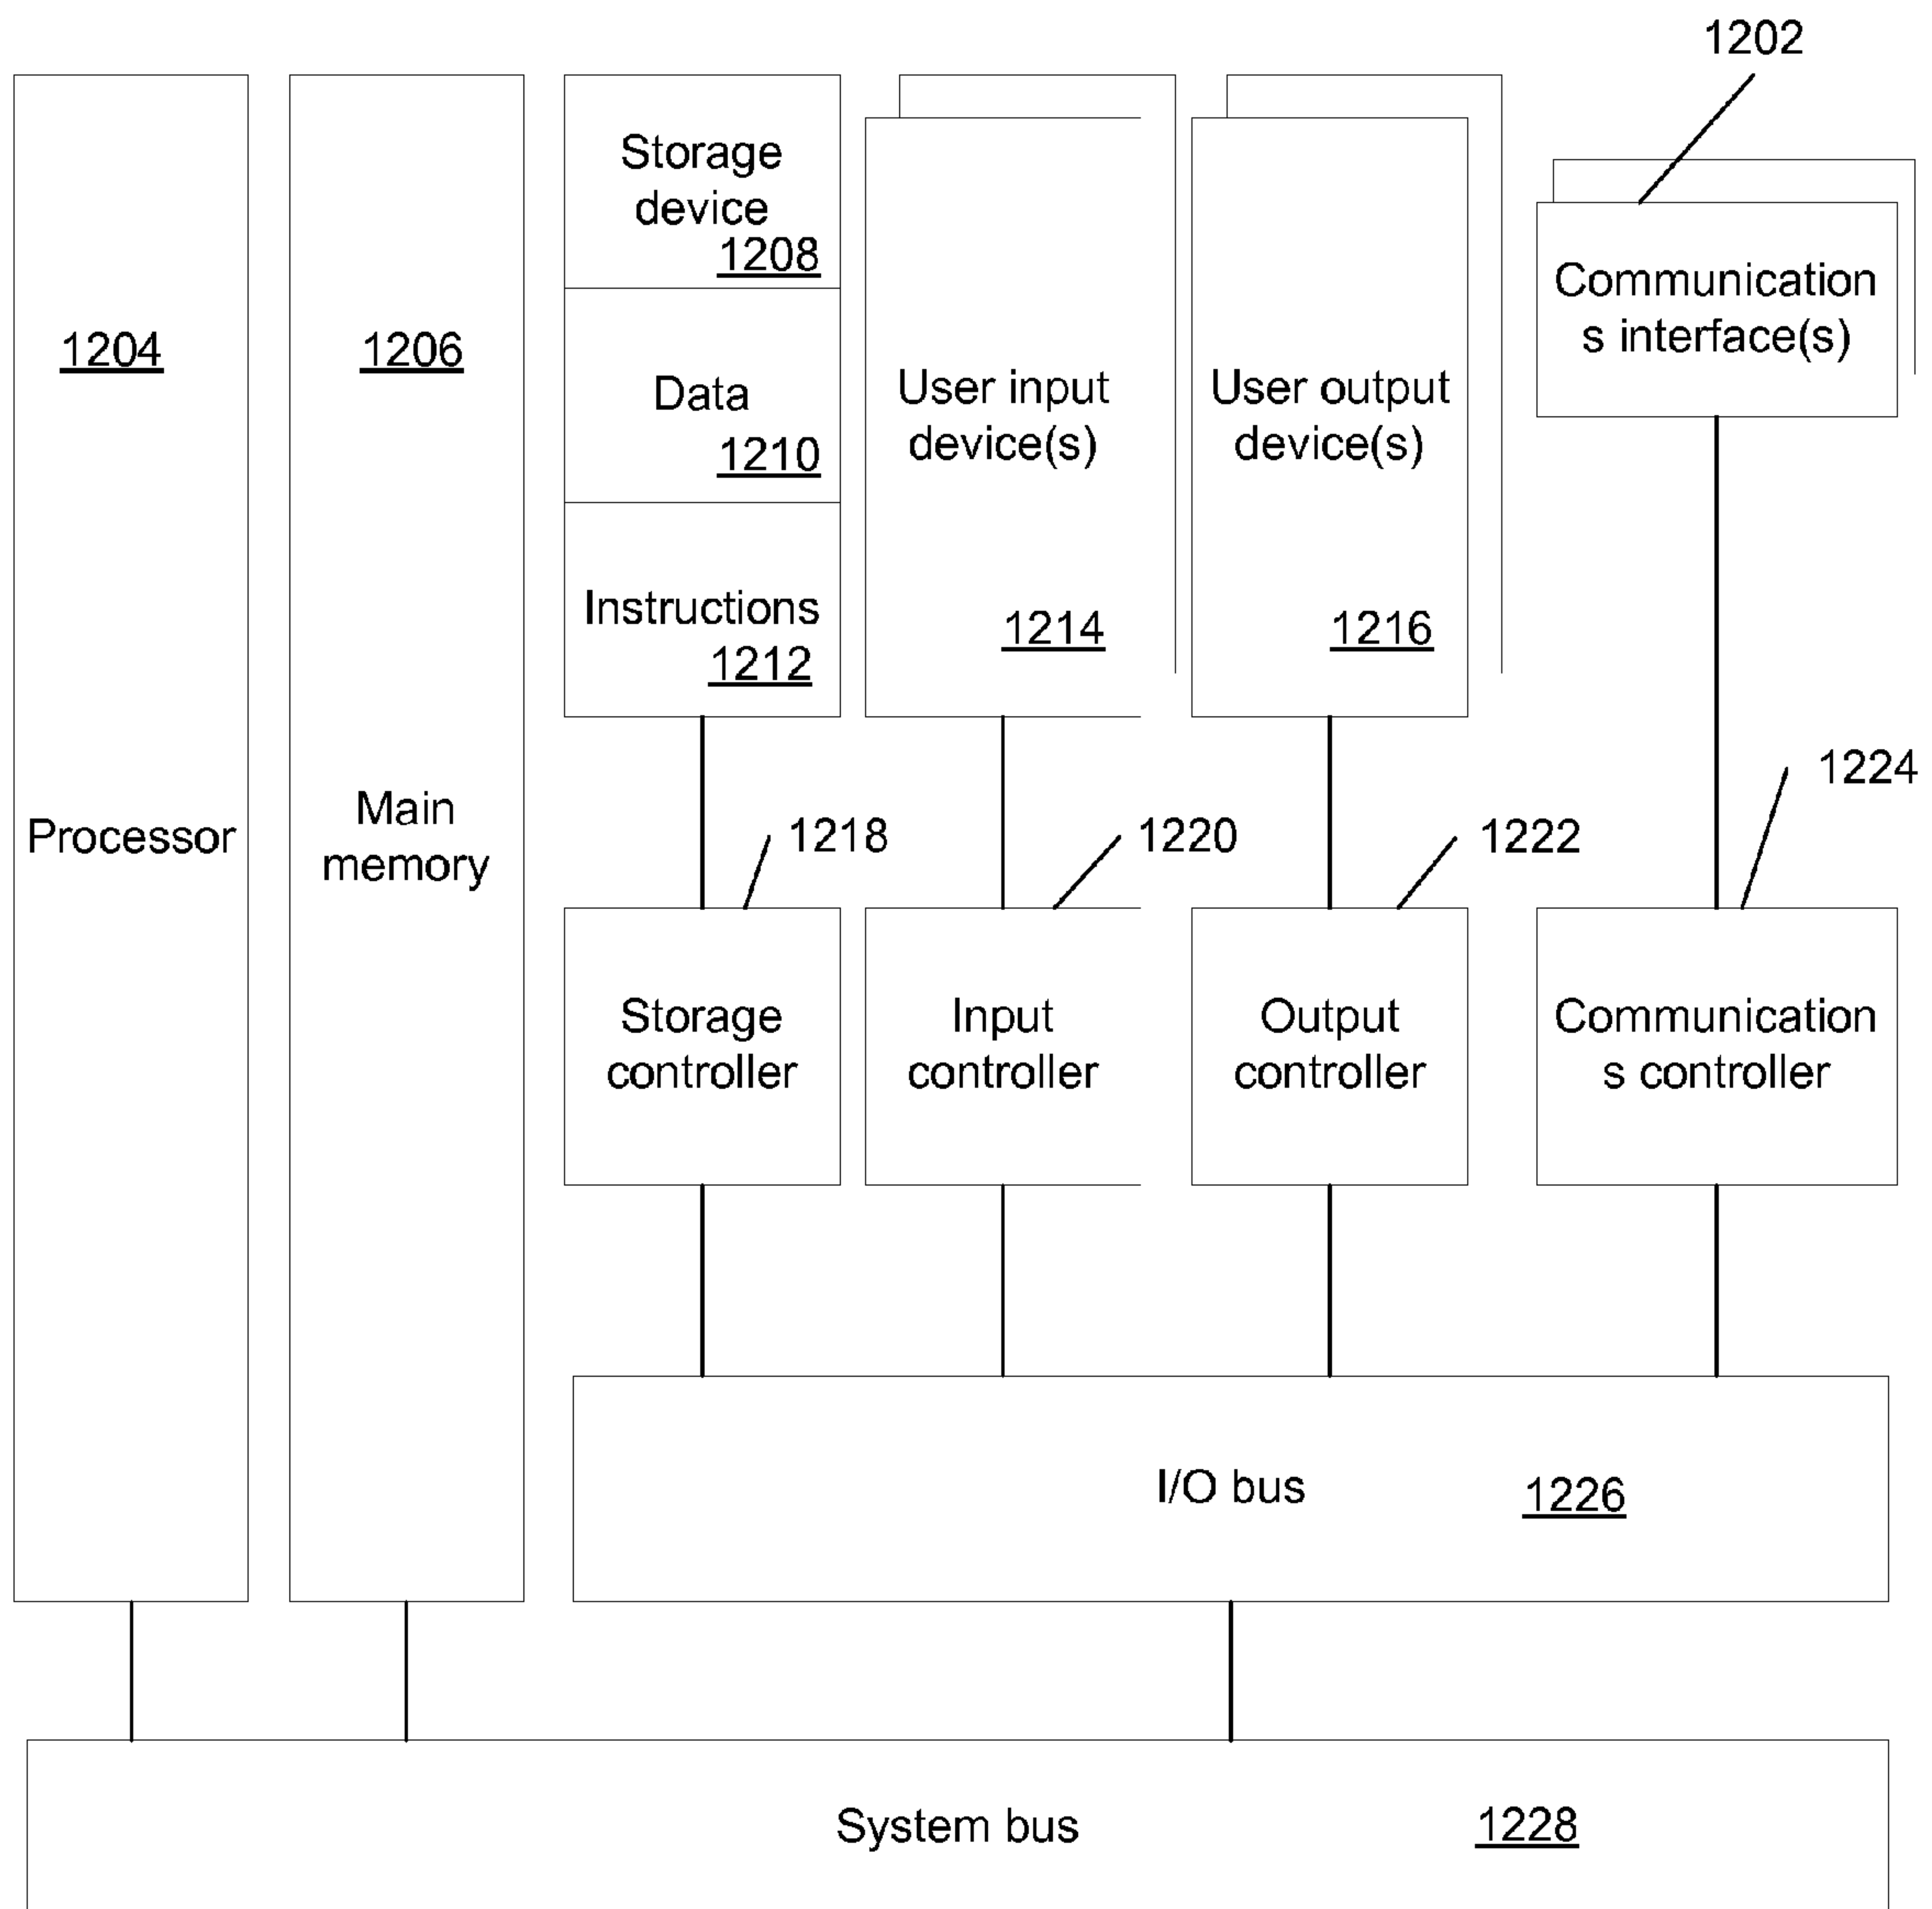 1202
Storage
device
1208
Communication
s interface(s)
1204
1206
Data
1210
User input
device(s)
User output
device(s)
Instructions
1212
1214
1216
1224
Processor
Main
memory
1218
1220
1222
Storage
controller
Input
controller
Output
controller
Communication
s controller
I/O bus
1226
System bus
1228